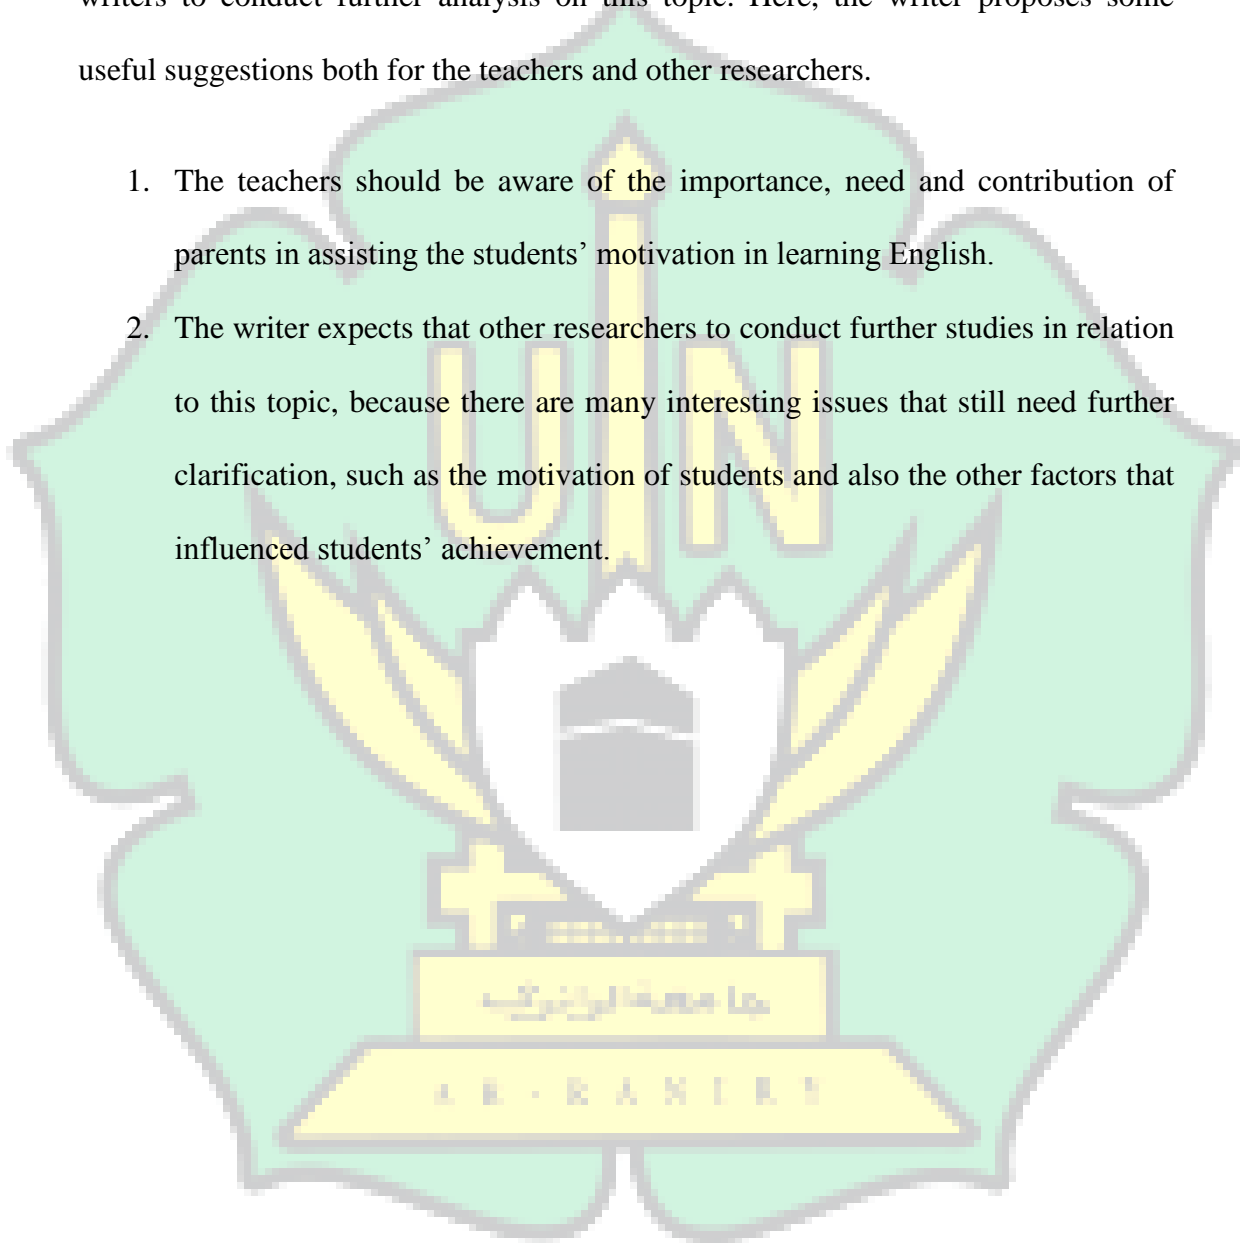 writers to conduct further analysis on this topic. Here, the writer proposes some
useful suggestions both for the teachers and other researchers.
1. The teachers should be aware of the importance, need and contribution of
parents in assisting the students’ motivation in learning English.
2. The writer expects that other researchers to conduct further studies in relation
to this topic, because there are many interesting issues that still need further
clarification, such as the motivation of students and also the other factors that
influenced students’ achievement.
UIN
جامعة الرانري
AR-RANIRY